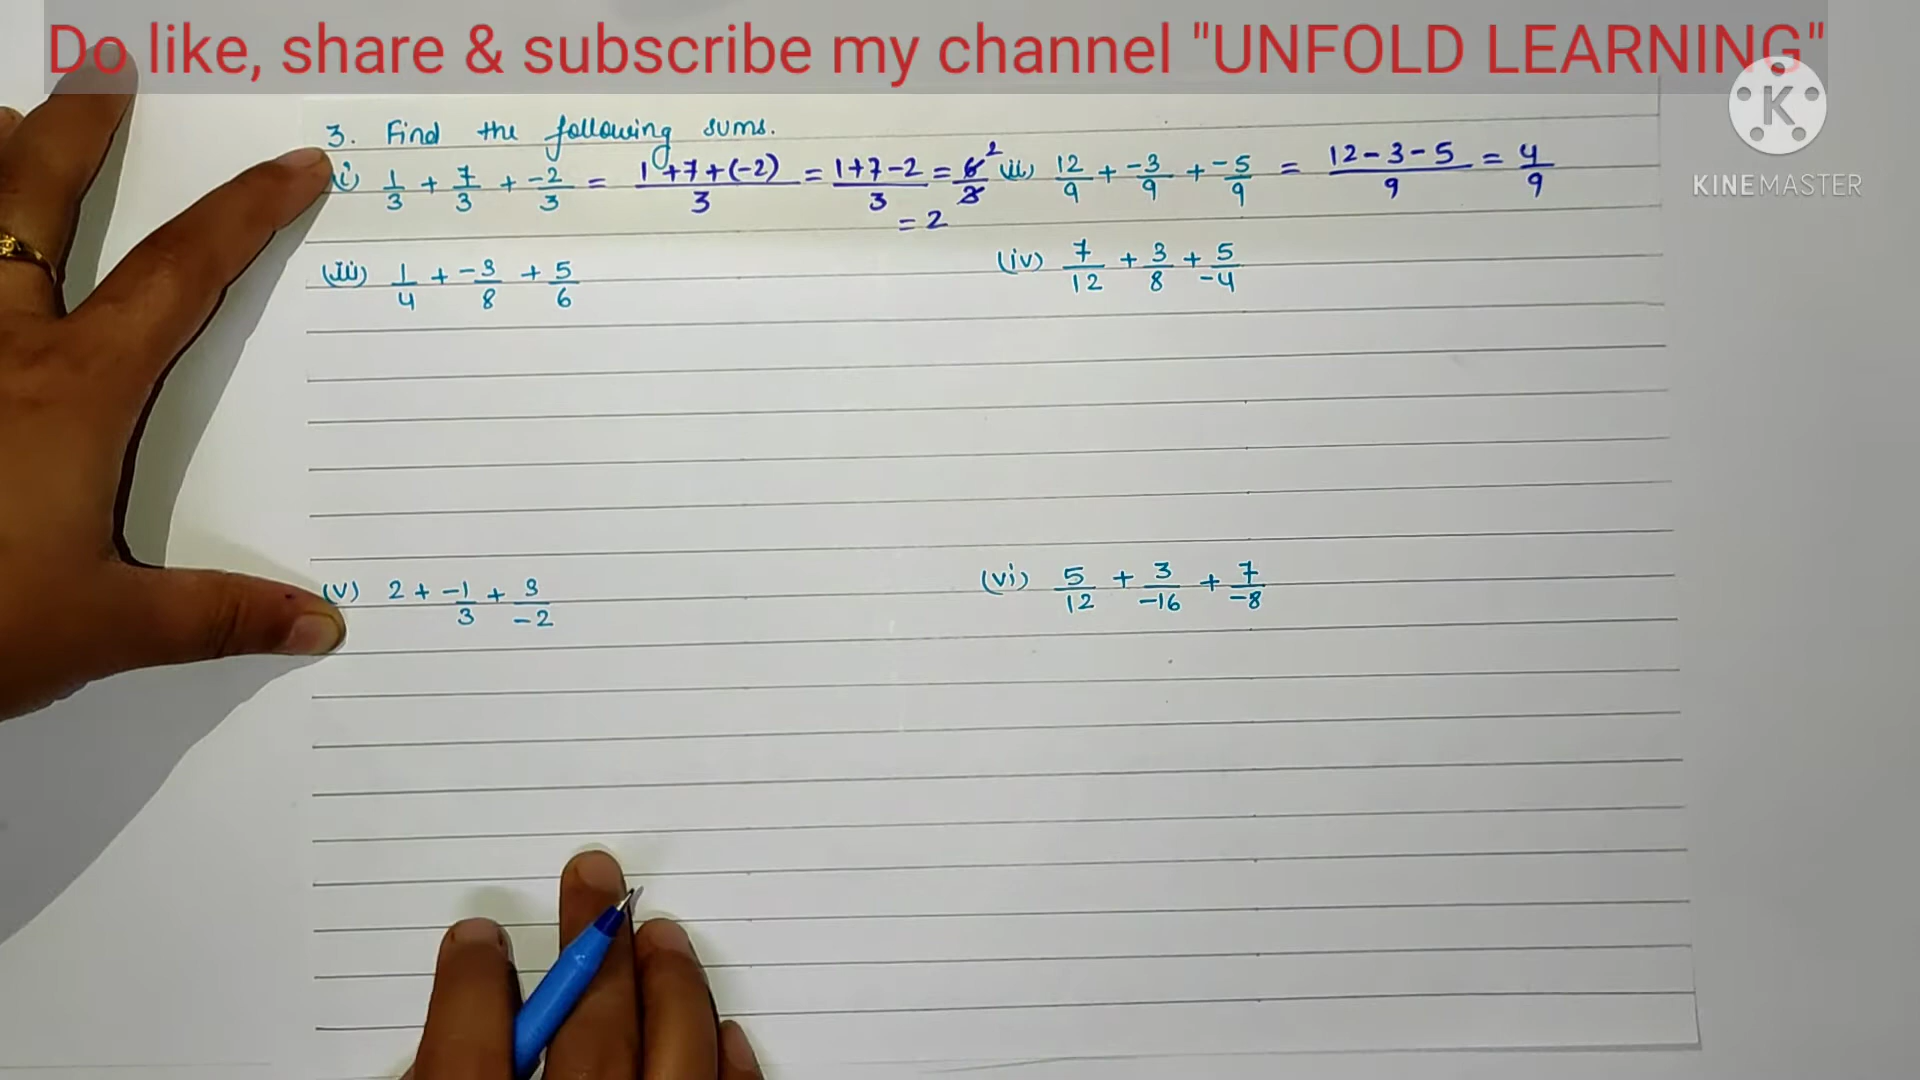 Do like, share & subscribe my channel "UNFOLD LEARNING"
K
KINEMASTER
3. Find the following sums.
(i) 1/3 + 7/3 + -2/3 = 1+7+(-2)/3 = 1+7-2/3 = 6/3 2
= 2
(ii) 12/9 + -3/9 + -5/9 = 12-3-5/9 = 4/9
(iii) 1/4 + -3/8 + 5/6
(iv) 7/12 + 3/8 + 5/-4
(v) 2 + -1/3 + 3/-2
(vi) 5/12 + 3/-16 + 7/-8